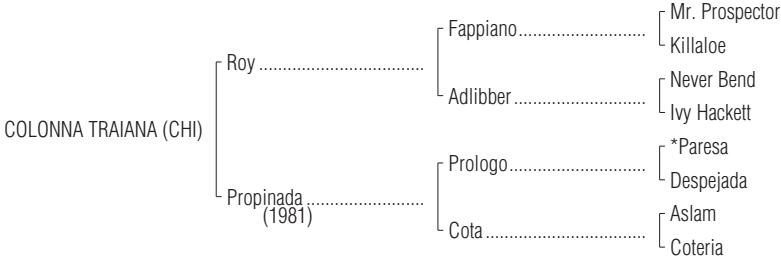 Mr. Prospector
Fappiano
Killaloe
Roy
Never Bend
Adlibber
Ivy Hackett
COLONNA TRAIANA (CHI)
*Paresa
Prologo
Despejada
Propinada
(1981)
Aslam
Cota
Coteria